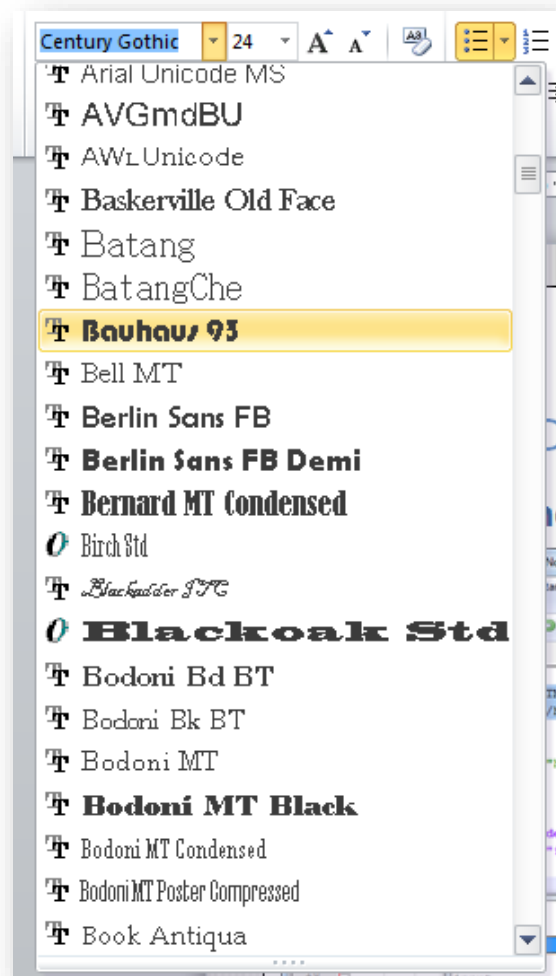 Century Gothic 24
Arial Unicode MS
AVGmdBU
AWLUnicode
Baskerville Old Face
Batang
BatangChe
Bauhaus 93
Bell MT
Berlin Sans FB
Berlin Sans FB Demi
Bernard MT Condensed
Birch Std
Blackadder ITC
Blackoak Std
Bodoni Bd BT
Bodoni Bk BT
Bodoni MT
Bodoni MT Black
Bodoni MT Condensed
Bodoni MT Poster Compressed
Book Antiqua